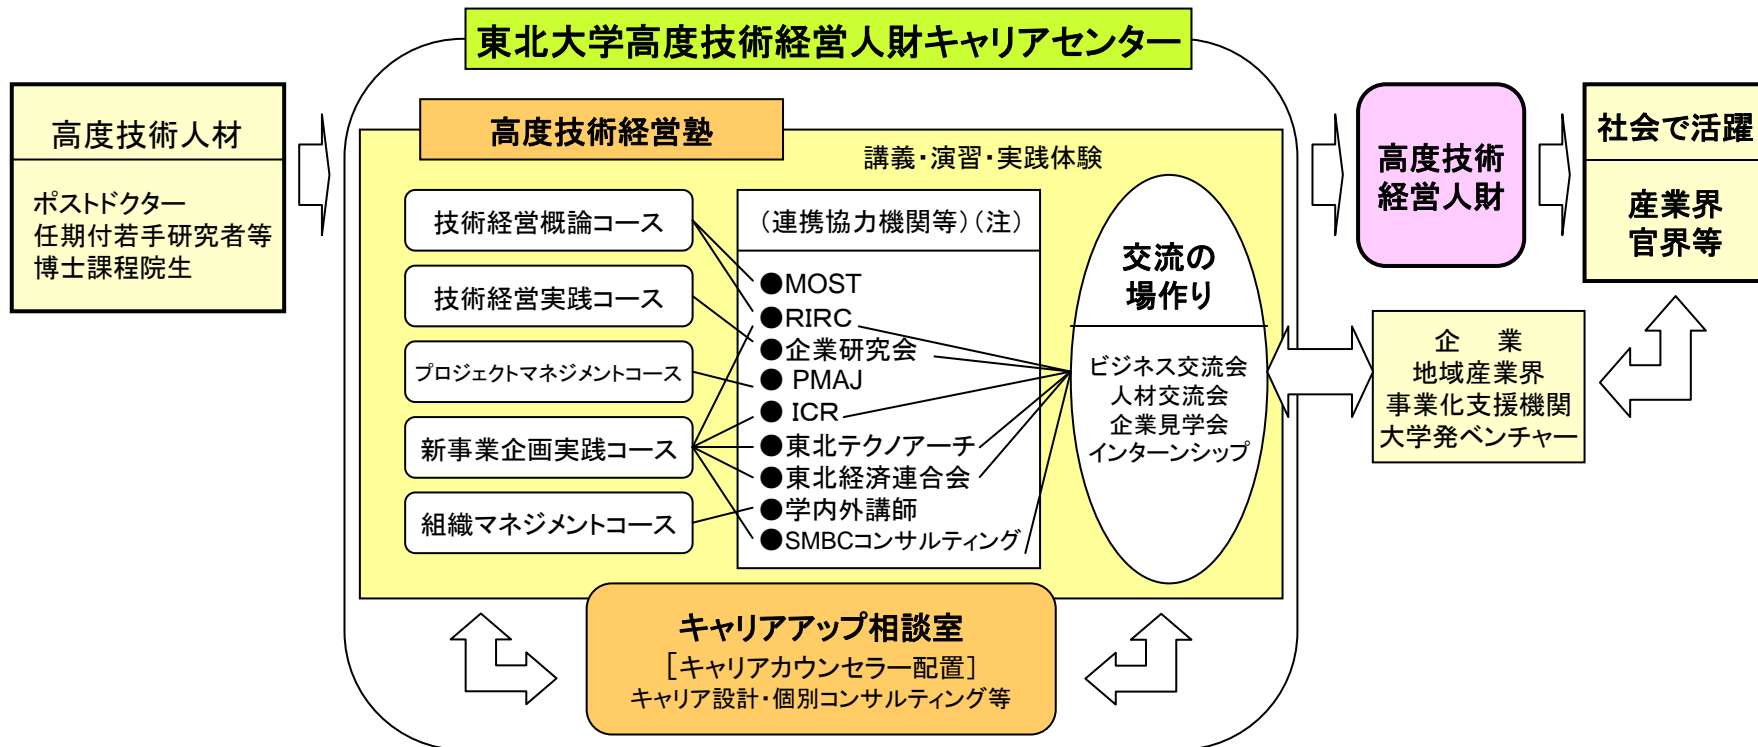 東北大学高度技術経営人財キャリアセンター
高度技術人材
ポストドクター
任期付若手研究者等
博士課程院生
高度技術経営塾
講義・演習・実践体験
技術経営概論コース
技術経営実践コース
プロジェクトマネジメントコース
新事業企画実践コース
組織マネジメントコース
（連携協力機関等）（注）
●MOST
●RIRC
●企業研究会
● PMAJ
● ICR
●東北テクノアーチ
●東北経済連合会
●学内外講師
●SMBCコンサルティング
交流の
場作り
ビジネス交流会
人材交流会
企業見学会
インターンシップ
キャリアアップ相談室
［キャリアカウンセラー配置］
キャリア設計・個別コンサルティング等
高度技術
経営人財
社会で活躍
産業界
官界等
企　業
地域産業界
事業化支援機関
大学発ベンチャー